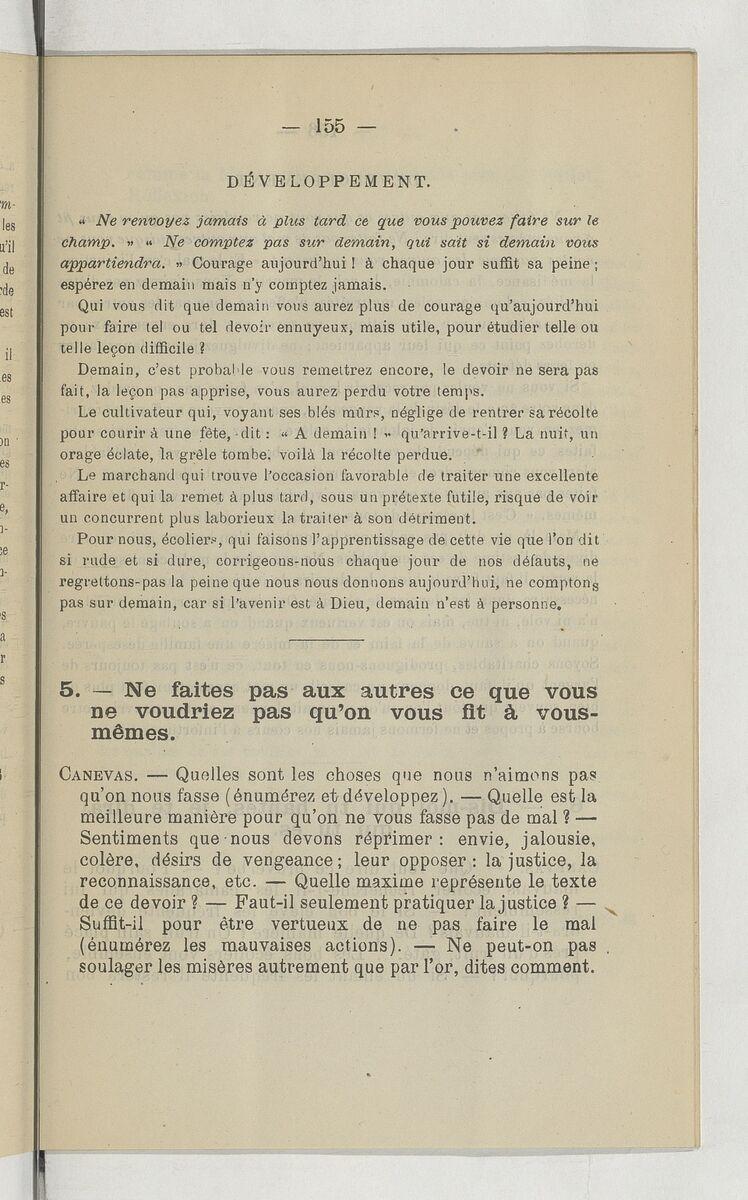 — 155 —
DÉVELOPPEMENT.
“ Ne renvoyez jamais à plus tard ce que vous pouvez faire sur le
champ. ” “ Ne comptez pas sur demain, qui sait si demain vous
appartiendra. ” Courage aujourd'hui ! à chaque jour suffit sa peine ;
espérez en demain mais n'y comptez jamais.
Qui vous dit que demain vous aurez plus de courage qu'aujourd'hui
pour faire tel ou tel devoir ennuyeux, mais utile, pour étudier telle ou
telle leçon difficile ?
Demain, c'est probable vous remettrez encore, le devoir ne sera pas
fait, la leçon pas apprise, vous aurez perdu votre temps.
Le cultivateur qui, voyant ses blés mûrs, néglige de rentrer sa récolte
pour courir à une fête, dit : “ A demain ! ” qu'arrive-t-il ? La nuit, un
orage éclate, la grêle tombe. voilà la récolte perdue.
Le marchand qui trouve l'occasion favorable de traiter une excellente
affaire et qui la remet à plus tard, sous un prétexte futile, risque de voir
un concurrent plus laborieux la traiter à son détriment.
Pour nous, écoliers, qui faisons l'apprentissage de cette vie que l'on dit
si rude et si dure, corrigeons-nous chaque jour de nos défauts, ne
regrettons-pas la peine que nous nous donnons aujourd'hui, ne comptons
pas sur demain, car si l'avenir est à Dieu, demain n'est à personne.
5. — Ne faites pas aux autres ce que vous
ne voudriez pas qu'on vous fit à vous-
mêmes.
CANEVAS. — Quelles sont les choses que nous n'aimons pas
qu'on nous fasse (énumérez et développez). — Quelle est la
meilleure manière pour qu'on ne vous fasse pas de mal ? —
Sentiments que nous devons réprimer : envie, jalousie,
colère, désirs de vengeance ; leur opposer : la justice, la
reconnaissance, etc. — Quelle maxime représente le texte
de ce devoir ? — Faut-il seulement pratiquer la justice ? —
Suffit-il pour être vertueux de ne pas faire le mal
(énumérez les mauvaises actions). — Ne peut-on pas
soulager les misères autrement que par l'or, dites comment.